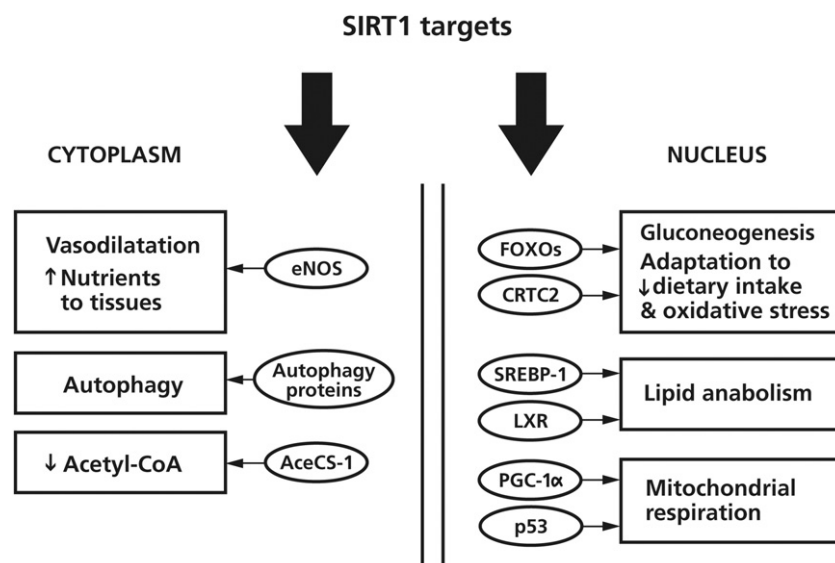 SIRT1 targets
CYTOPLASM
NUCLEUS
Vasodilatation
↑ Nutrients
to tissues
eNOS
Autophagy
Autophagy
proteins
↓ Acetyl-CoA
AceCS-1
FOXOs
CRTC2
Gluconeogenesis
Adaptation to
↓ dietary intake
& oxidative stress
SREBP-1
LXR
Lipid anabolism
PGC-1α
p53
Mitochondrial
respiration